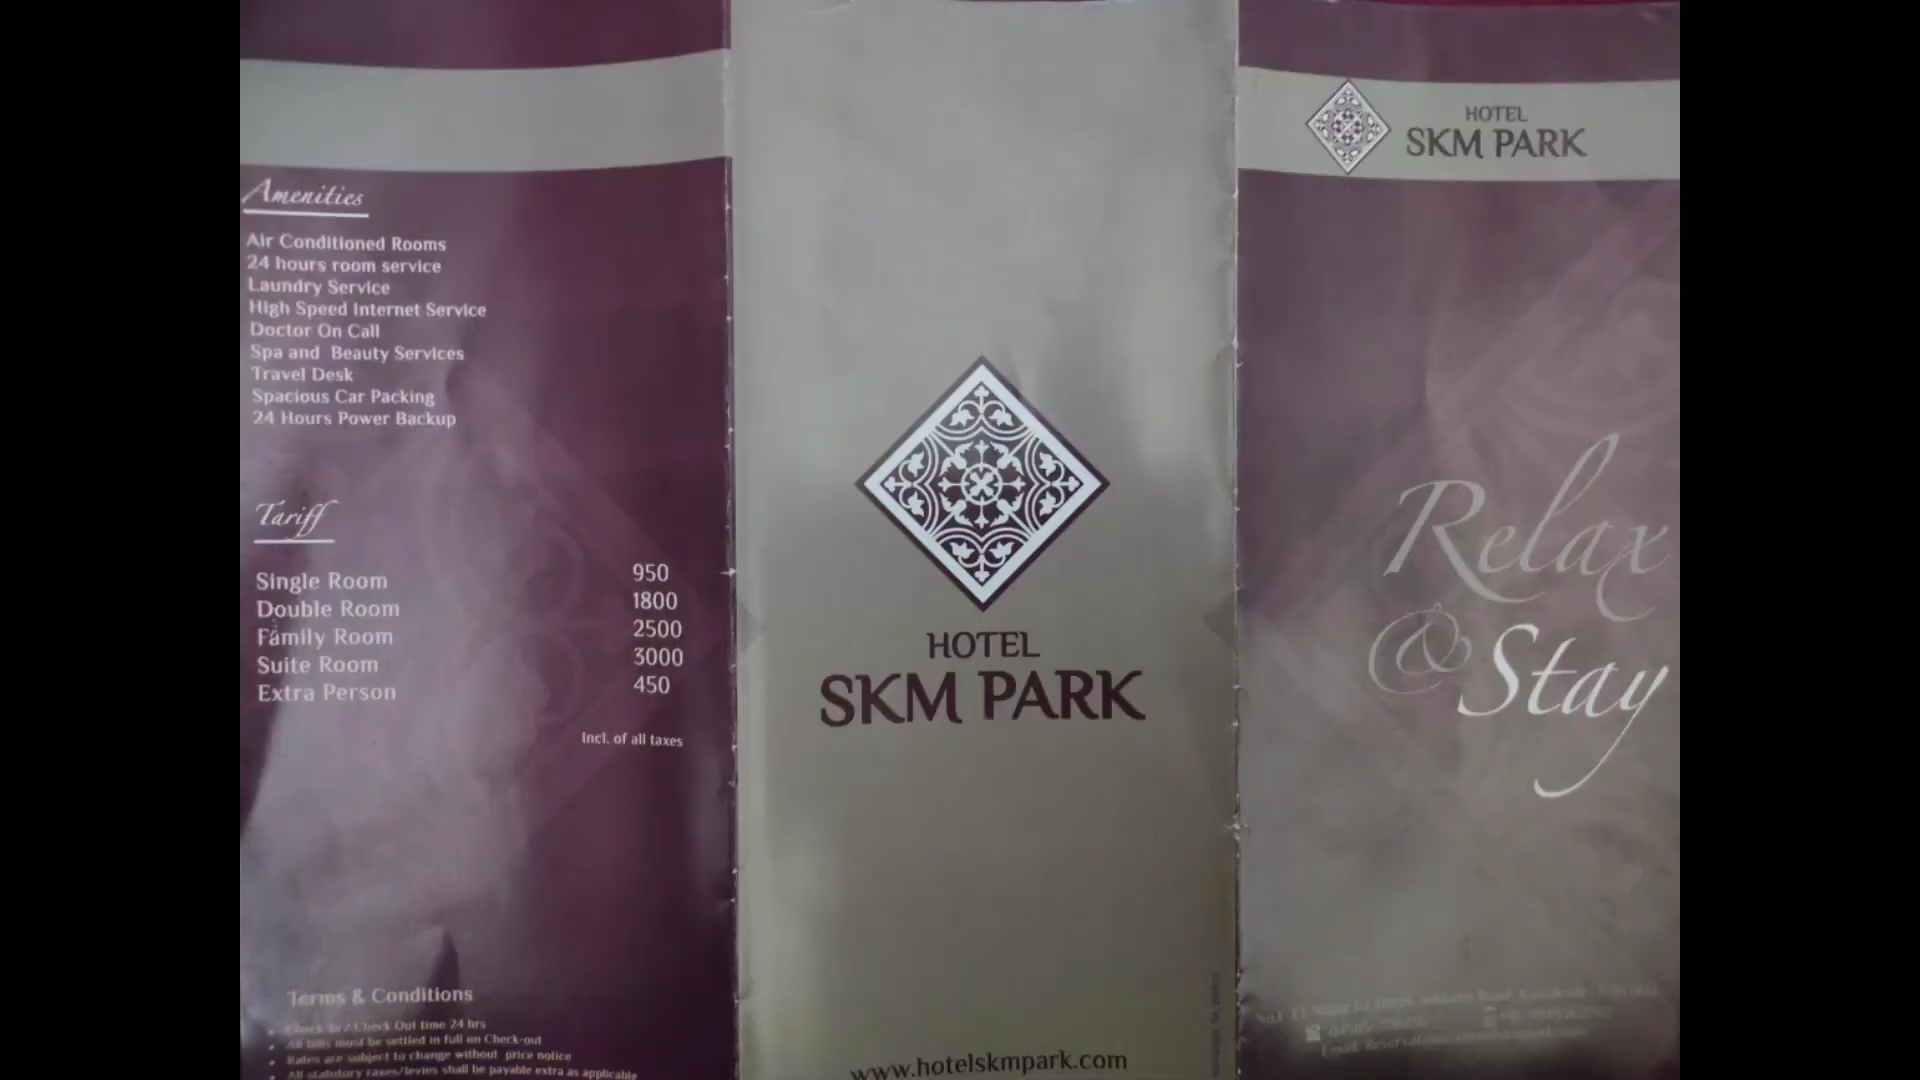 Amenities
Air Conditioned Rooms
24 hours room service
Laundry Service
High Speed Internet Service
Doctor On Call
Spa and Beauty Services
Travel Desk
Spacious Car Packing
24 Hours Power Backup
Tariff
Single Room 950
Double Room 1800
Family Room 2500
Suite Room 3000
Extra Person 450
Incl. of all taxes
Terms & Conditions
Check-In / Check Out time 24 hrs
All bills must be settled in full on Check-out
Rates are subject to change without price notice
All statutory taxes/levies shall be payable extra as applicable
HOTEL
SKM PARK
www.hotelskmpark.com
HOTEL
SKM PARK
Relax
& Stay
Email: